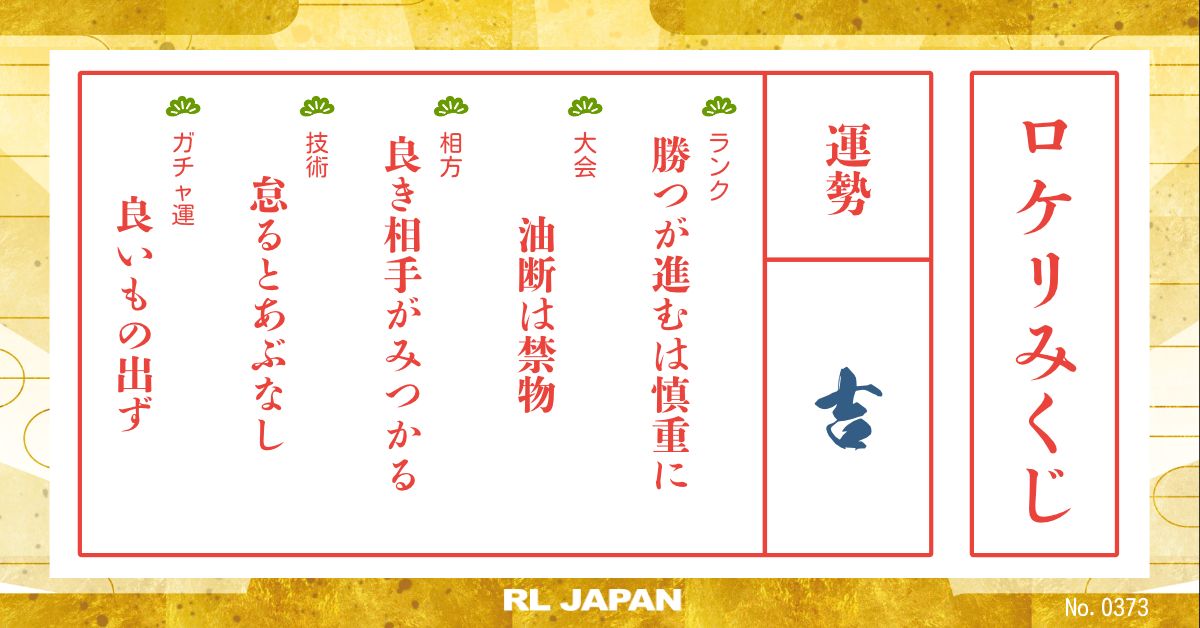 ロケリみくじ
運勢
吉
ランク
勝つが進むは慎重に
大会
油断は禁物
相方
良き相手がみつかる
技術
怠るとあぶなし
ガチャ運
良いもの出ず
RL JAPAN
No. 0373